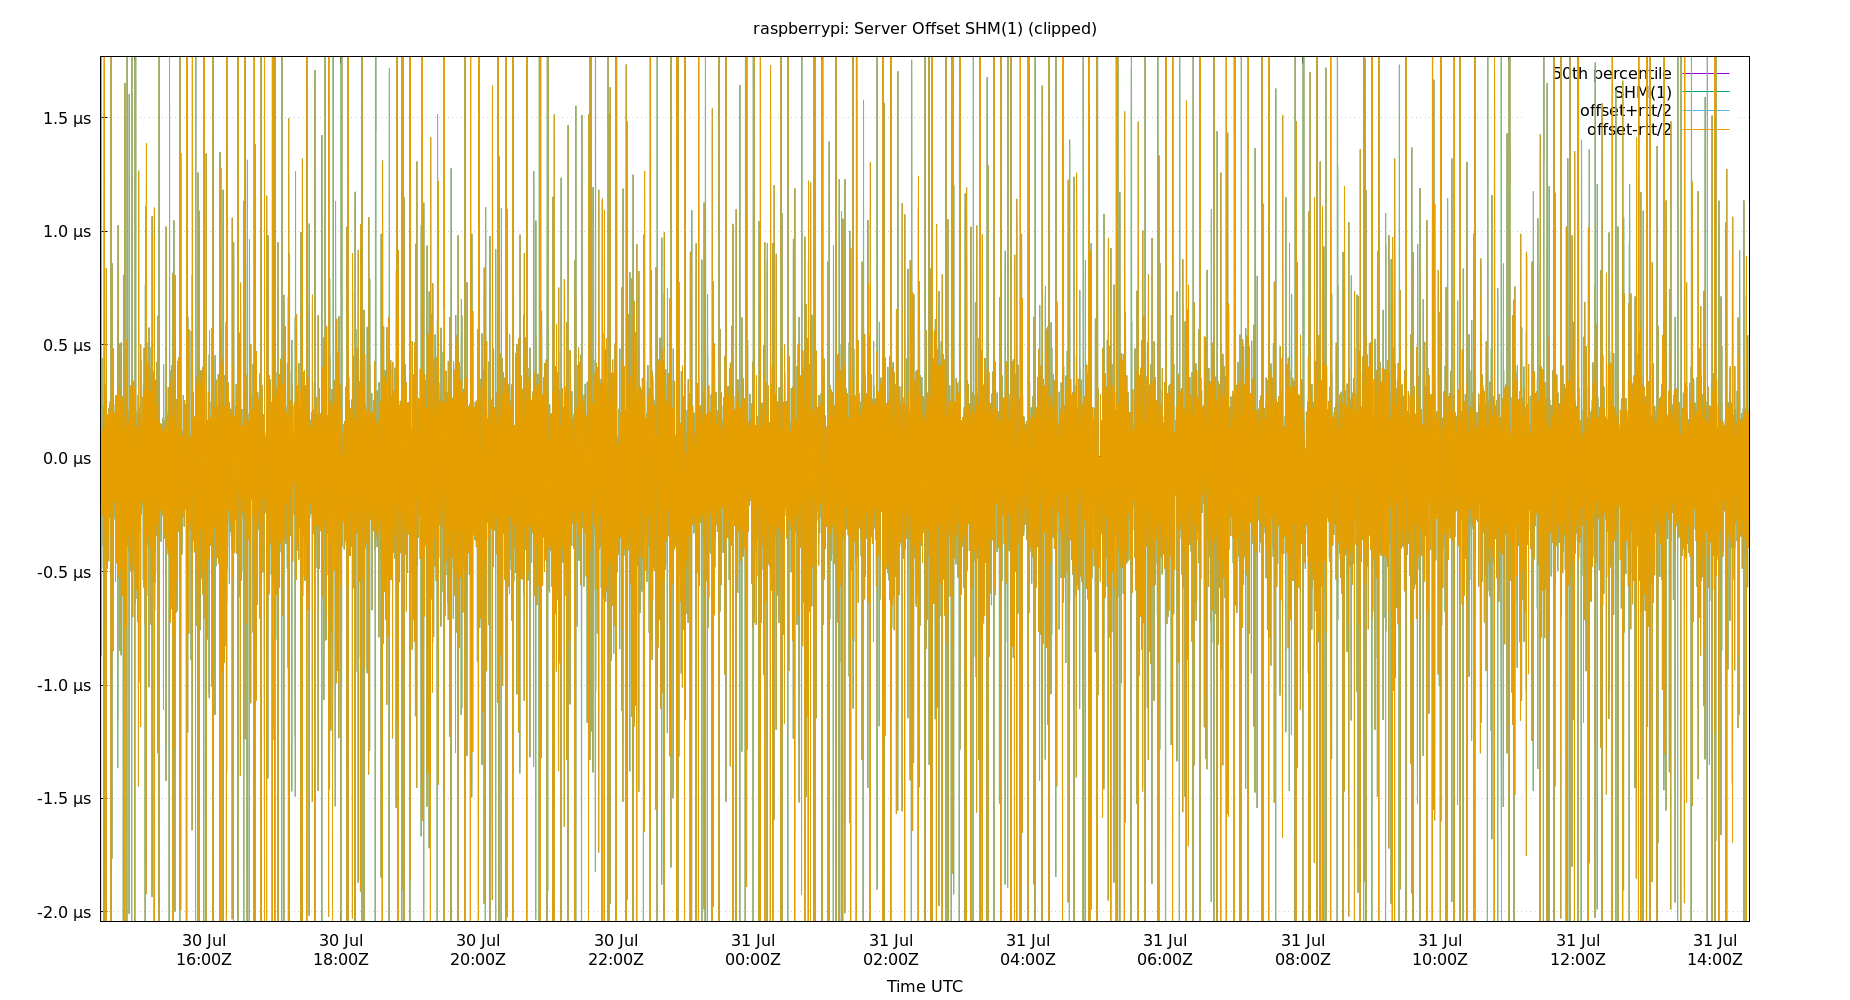 raspberrypi: Server Offset SHM(1) (clipped)
50th percentile
SHM(1)
offset+rtt/2
offset-rtt/2
1.5 µs
1.0 µs
0.5 µs
0.0 µs
-0.5 µs
-1.0 µs
-1.5 µs
-2.0 µs
30 Jul 30 Jul 30 Jul 30 Jul 31 Jul 31 Jul 31 Jul 31 Jul 31 Jul 31 Jul 31 Jul 31 Jul
16:00Z 18:00Z 20:00Z 22:00Z 00:00Z 02:00Z 04:00Z 06:00Z 08:00Z 10:00Z 12:00Z 14:00Z
Time UTC